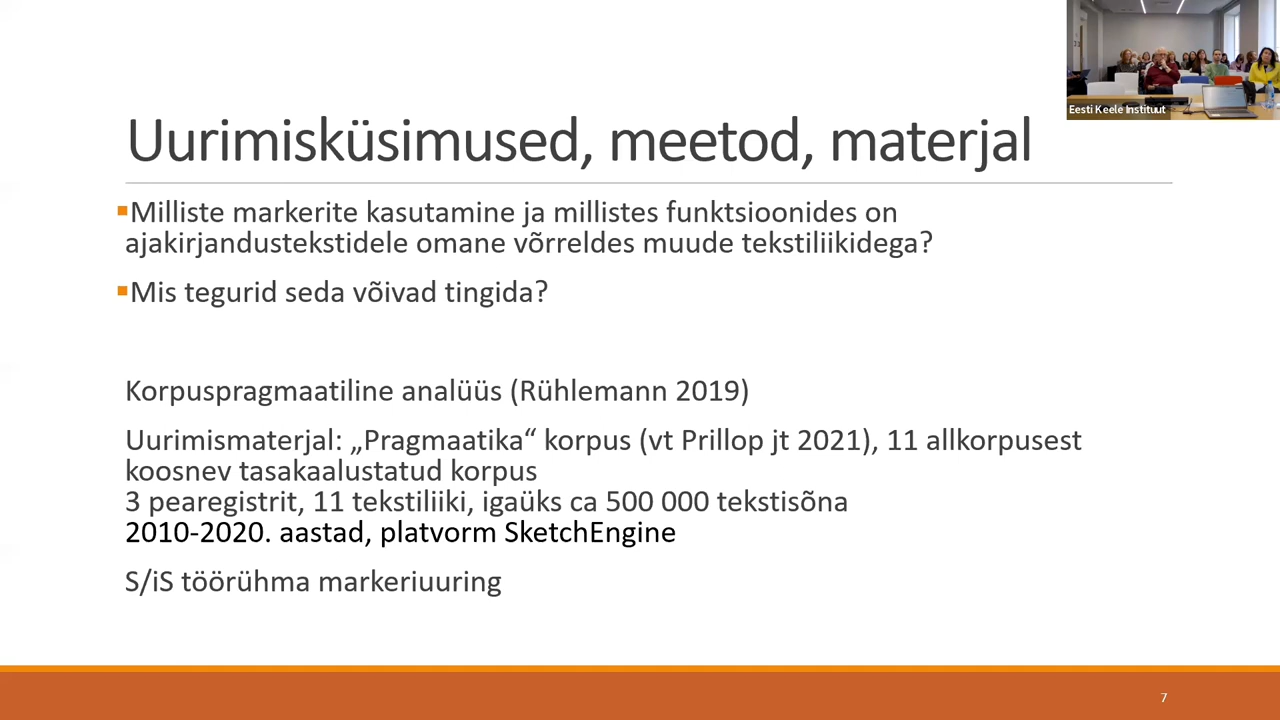 Eesti Keele Instituut
Uurimisküsimused, meetod, materjal
▪Milliste markerite kasutamine ja millistes funktsioonides on
ajakirjandustekstidele omane võrreldes muude tekstiliikidega?
▪Mis tegurid seda võivad tingida?
Korpuspragmaatiline analüüs (Rühlemann 2019)
Uurimismaterjal: „Pragmaatika“ korpus (vt Prillop jt 2021), 11 allkorpusest
koosnev tasakaalustatud korpus
3 pearegistrit, 11 tekstiliiki, igaüks ca 500 000 tekstisõna
2010-2020. aastad, platvorm SketchEngine
S/iS töörühma markeriuuring
7